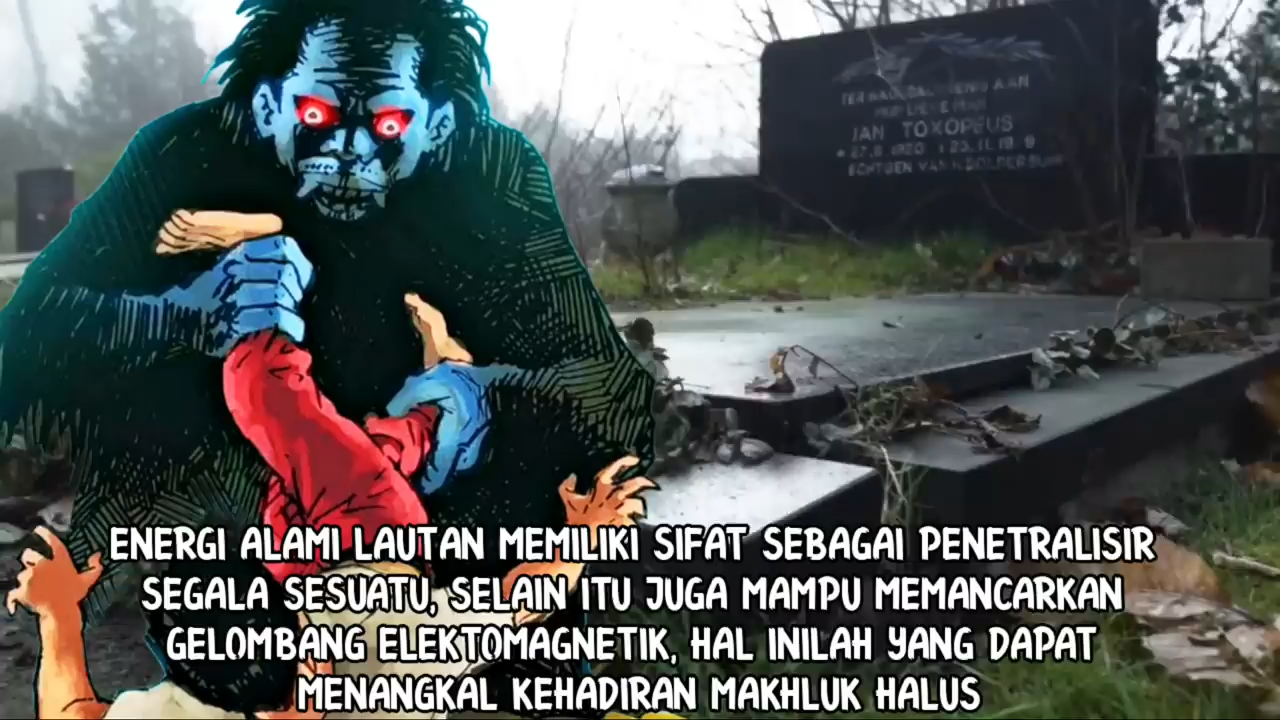 JAN TOXOPEUS
ENERGI ALAMI LAUTAN MEMILIKI SIFAT SEBAGAI PENETRALISIR
SEGALA SESUATU, SELAIN ITU JUGA MAMPU MEMANCARKAN
GELOMBANG ELEKTOMAGNETIK, HAL INILAH YANG DAPAT
MENANGKAL KEHADIRAN MAKHLUK HALUS